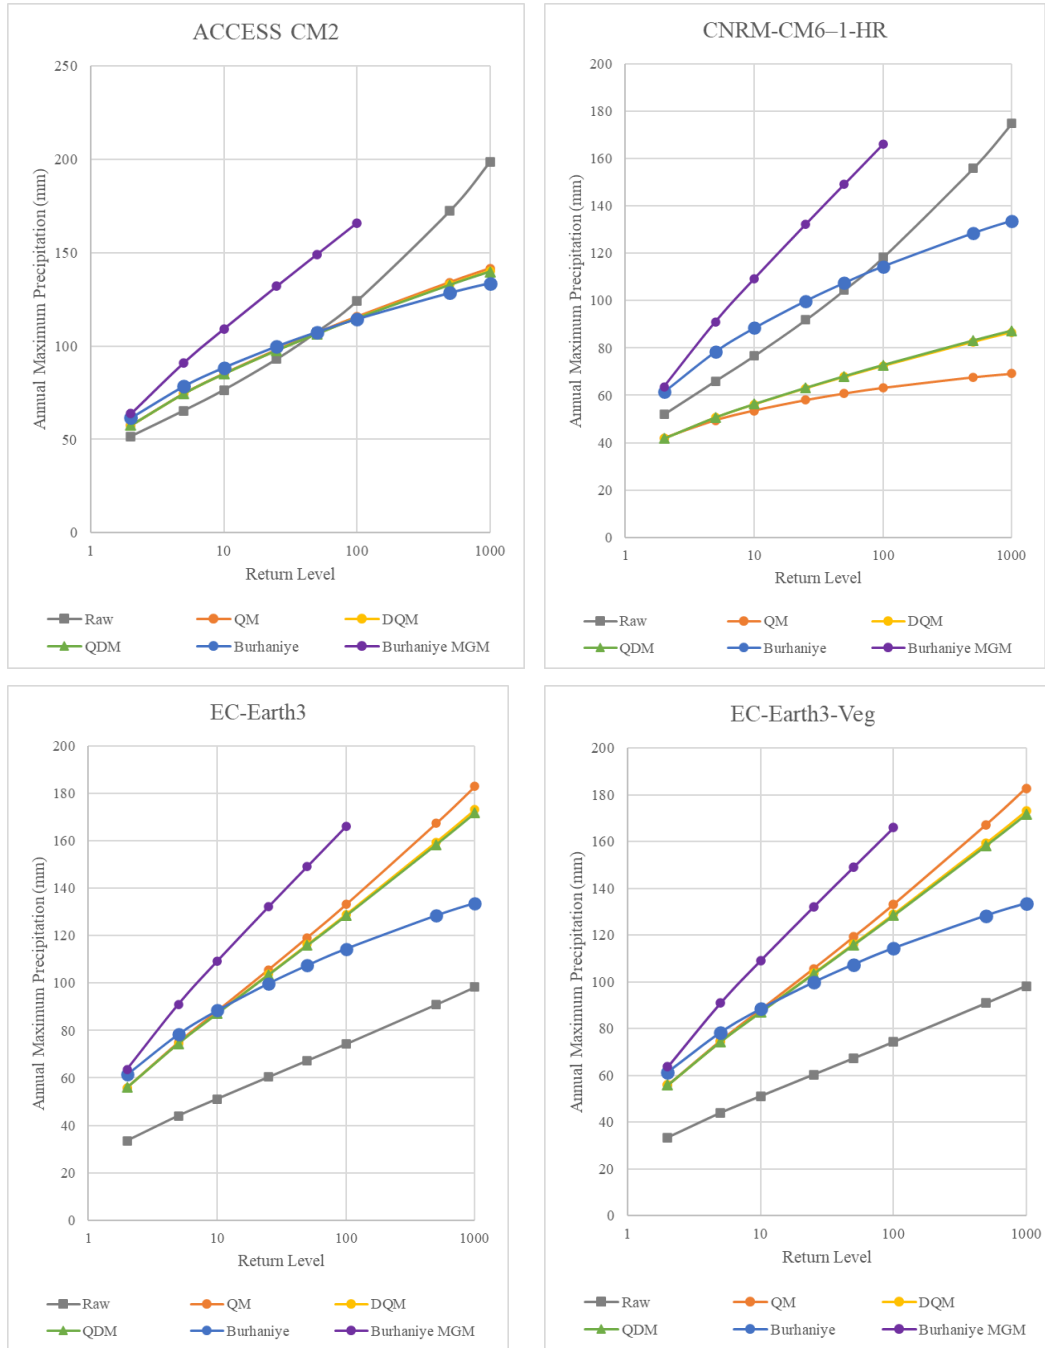 ACCESS CM2
Annual Maximum Precipitation (mm)
250
200
150
100
50
0
1 10 100 1000
Return Level
Raw QM DQM
QDM Burhaniye Burhaniye MGM
CNRM-CM6–1-HR
Annual Maximum Precipitation (mm)
200
180
160
140
120
100
80
60
40
20
0
1 10 100 1000
Return Level
Raw QM DQM
QDM Burhaniye Burhaniye MGM
EC-Earth3
Annual Maximum Precipitation (mm)
200
180
160
140
120
100
80
60
40
20
0
1 10 100 1000
Return Level
Raw QM DQM
QDM Burhaniye Burhaniye MGM
EC-Earth3-Veg
Annual Maximum Precipitation (mm)
200
180
160
140
120
100
80
60
40
20
0
1 10 100 1000
Return Level
Raw QM DQM
QDM Burhaniye Burhaniye MGM